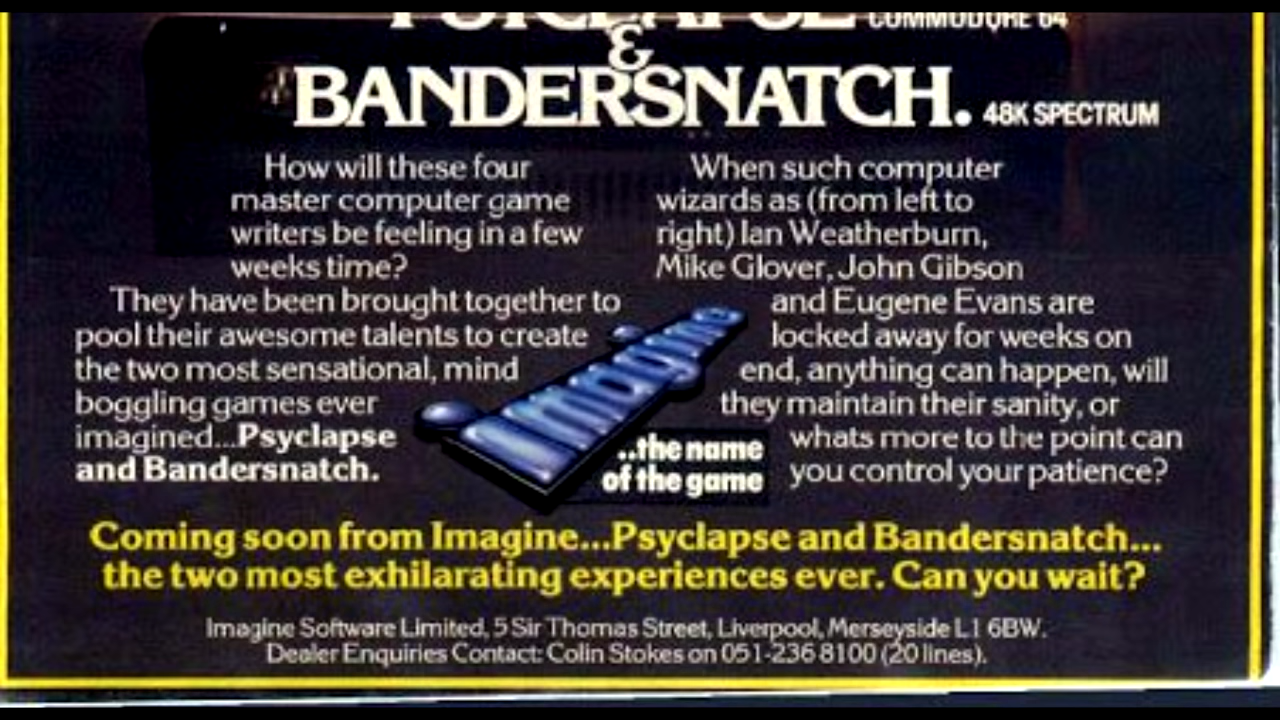 PSYCLAPSE COMMODORE 64
&
BANDERSNATCH. 48K SPECTRUM
How will these four
master computer game
writers be feeling in a few
weeks time?
They have been brought together to
pool their awesome talents to create
the two most sensational, mind
boggling games ever
imagined...Psyclapse
and Bandersnatch.
When such computer
wizards as (from left to
right) Ian Weatherburn,
Mike Glover, John Gibson
and Eugene Evans are
locked away for weeks on
end, anything can happen, will
they maintain their sanity, or
whats more to the point can
you control your patience?
imagine
...the name
of the game
Coming soon from Imagine...Psyclapse and Bandersnatch...
the two most exhilarating experiences ever. Can you wait?
Imagine Software Limited, 5 Sir Thomas Street, Liverpool, Merseyside L1 6BW.
Dealer Enquiries Contact: Colin Stokes on 051-236 8100 (20 lines).